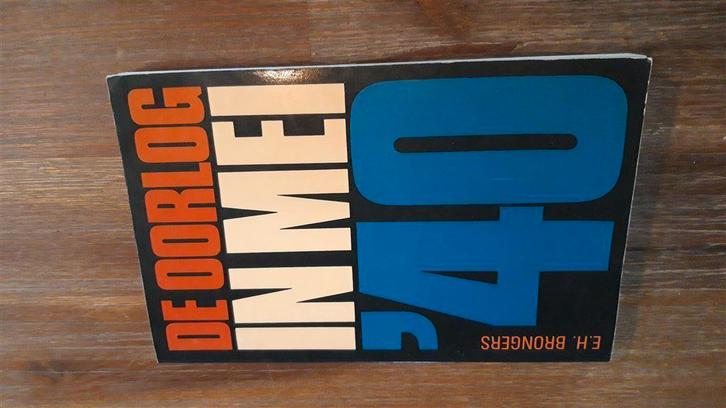 DE OORLOG
IN MEI
'40
E.H. BRONGERS